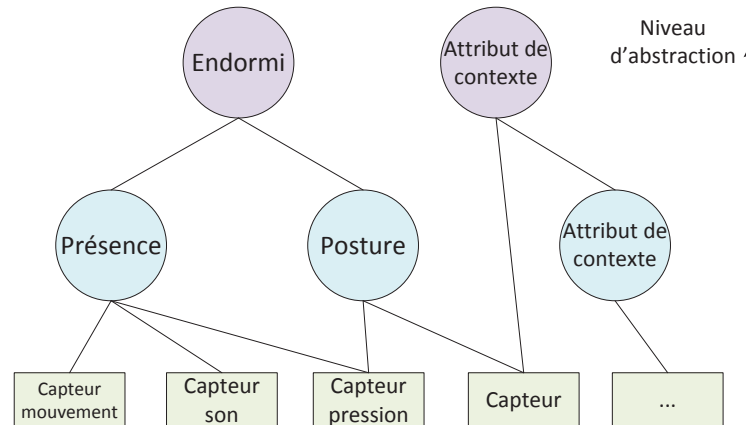 Endormi
Attribut de
contexte
Niveau
d’abstraction
Présence
Posture
Attribut de
contexte
Capteur
mouvement
Capteur
son
Capteur
pression
Capteur
...